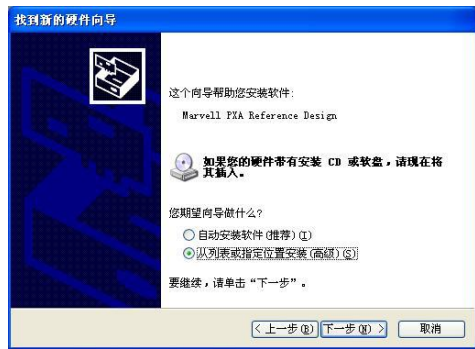 找到新的硬件向导
这个向导帮助您安装软件:
Marvell PXA Reference Design
如果您的硬件带有安装 CD 或软盘，请现在将
其插入。
您期望向导做什么?
自动安装软件(推荐)(I)
从列表或指定位置安装(高级)(S)
要继续，请单击“下一步”。
< 上一步(B) 下一步(N) > 取消